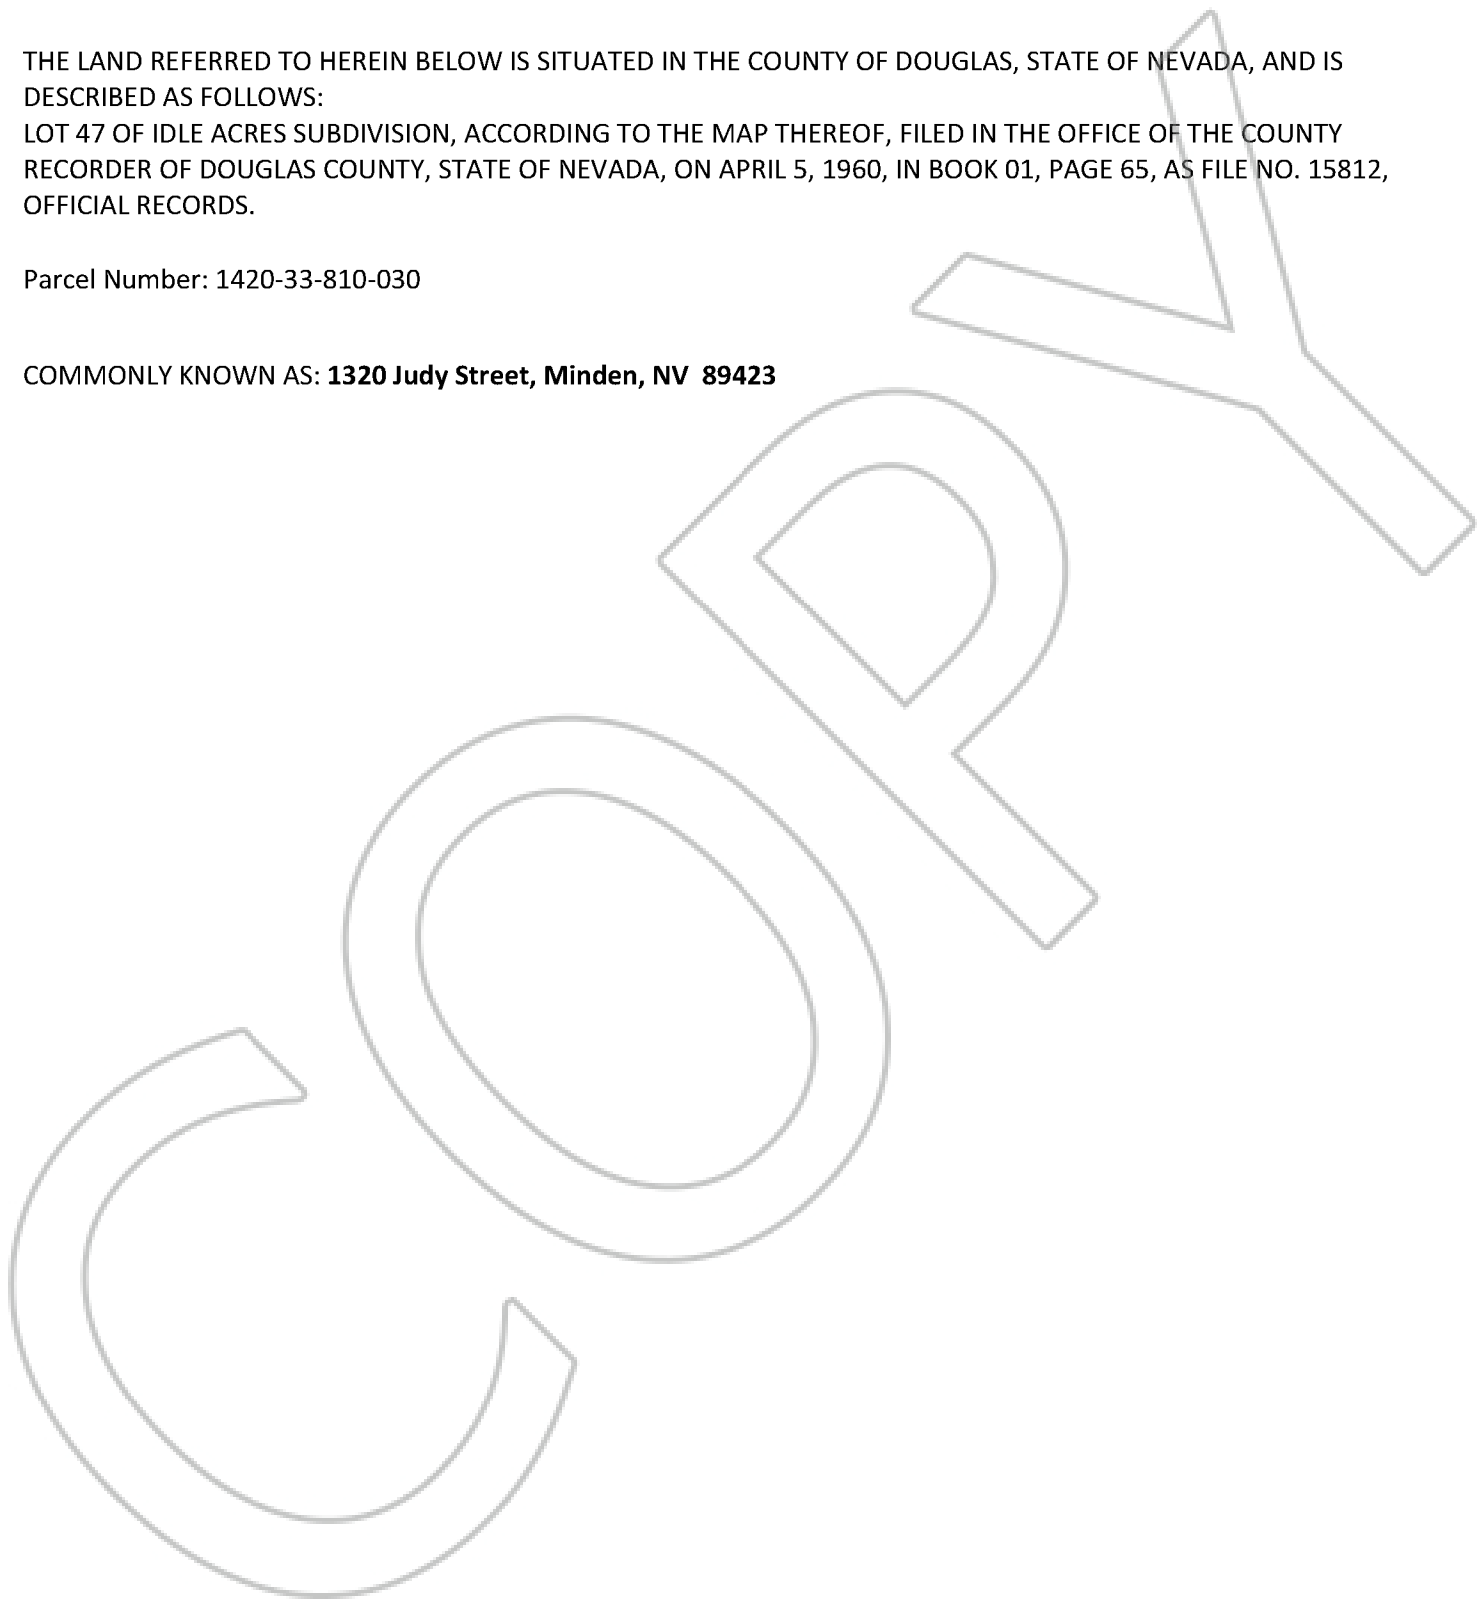 THE LAND REFERRED TO HEREIN BELOW IS SITUATED IN THE COUNTY OF DOUGLAS, STATE OF NEVADA, AND IS
DESCRIBED AS FOLLOWS:
LOT 47 OF IDLE ACRES SUBDIVISION, ACCORDING TO THE MAP THEREOF, FILED IN THE OFFICE OF THE COUNTY
RECORDER OF DOUGLAS COUNTY, STATE OF NEVADA, ON APRIL 5, 1960, IN BOOK 01, PAGE 65, AS FILE NO. 15812,
OFFICIAL RECORDS.
Parcel Number: 1420-33-810-030
COMMONLY KNOWN AS: 1320 Judy Street, Minden, NV  89423
COPY